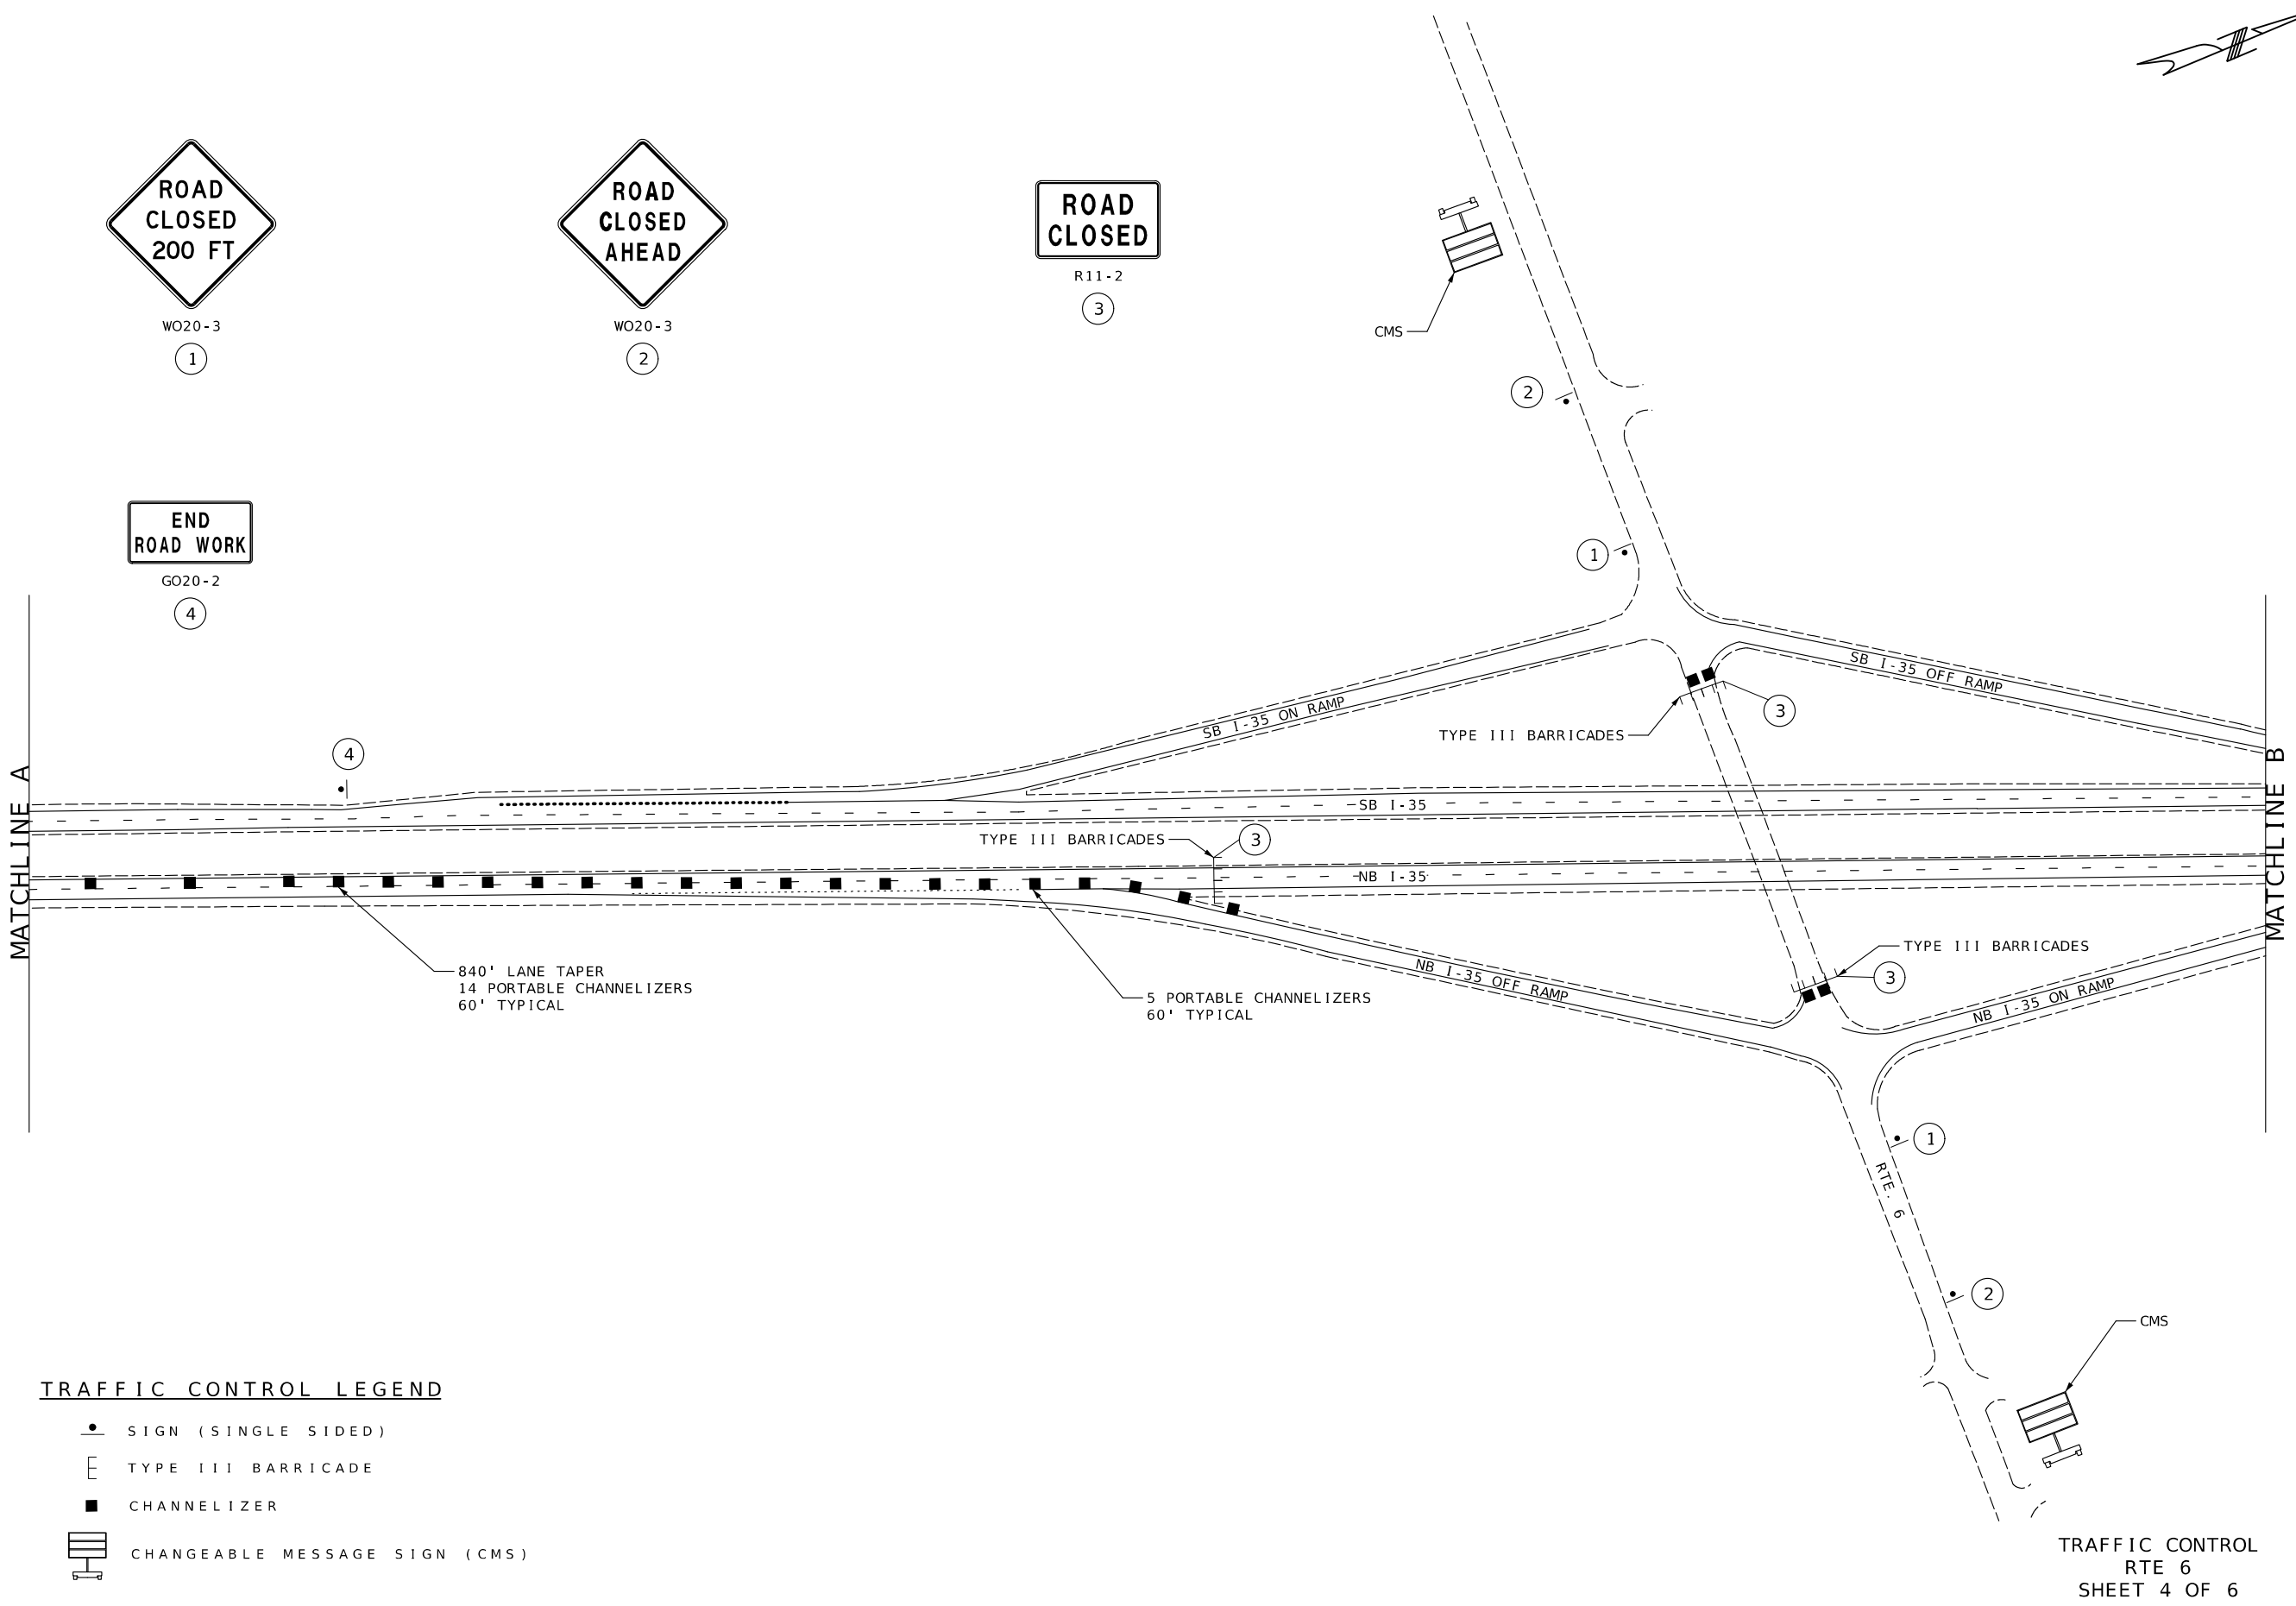 ROAD
CLOSED
200 FT
WO20-3
1
ROAD
CLOSED
AHEAD
WO20-3
2
ROAD
CLOSED
R11-2
3
CMS
2
1
END
ROAD WORK
GO20-2
4
SB I-35 OFF RAMP
3
TYPE III BARRICADES
SB I-35 ON RAMP
4
MATCHLINE A
MATCHLINE B
SB I-35
TYPE III BARRICADES
3
NB I-35
TYPE III BARRICADES
3
840' LANE TAPER
14 PORTABLE CHANNELIZERS
60' TYPICAL
5 PORTABLE CHANNELIZERS
60' TYPICAL
NB I-35 OFF RAMP
NB I-35 ON RAMP
1
RTE. 6
2
CMS
TRAFFIC CONTROL LEGEND
SIGN (SINGLE SIDED)
TYPE III BARRICADE
CHANNELIZER
CHANGEABLE MESSAGE SIGN (CMS)
TRAFFIC CONTROL
RTE 6
SHEET 4 OF 6